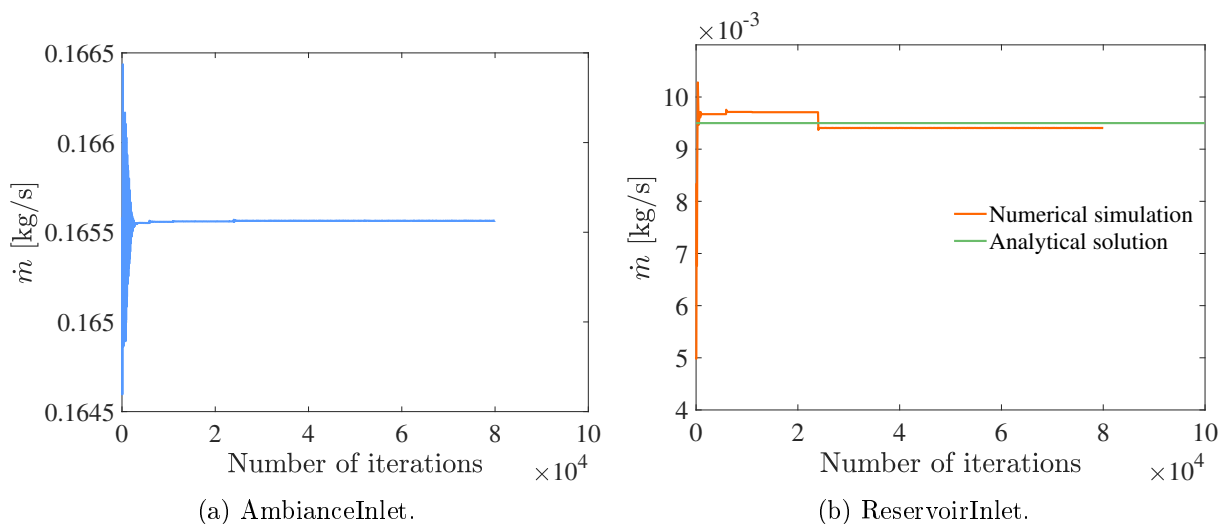 0.1665
0.166
0.1655
0.165
0.1645
ṁ [kg/s]
0 2 4 6 8 10
Number of iterations
×10^4
(a) AmbianceInlet.
×10^-3
10
9
8
7
6
5
4
ṁ [kg/s]
Numerical simulation
Analytical solution
0 2 4 6 8 10
Number of iterations
×10^4
(b) ReservoirInlet.